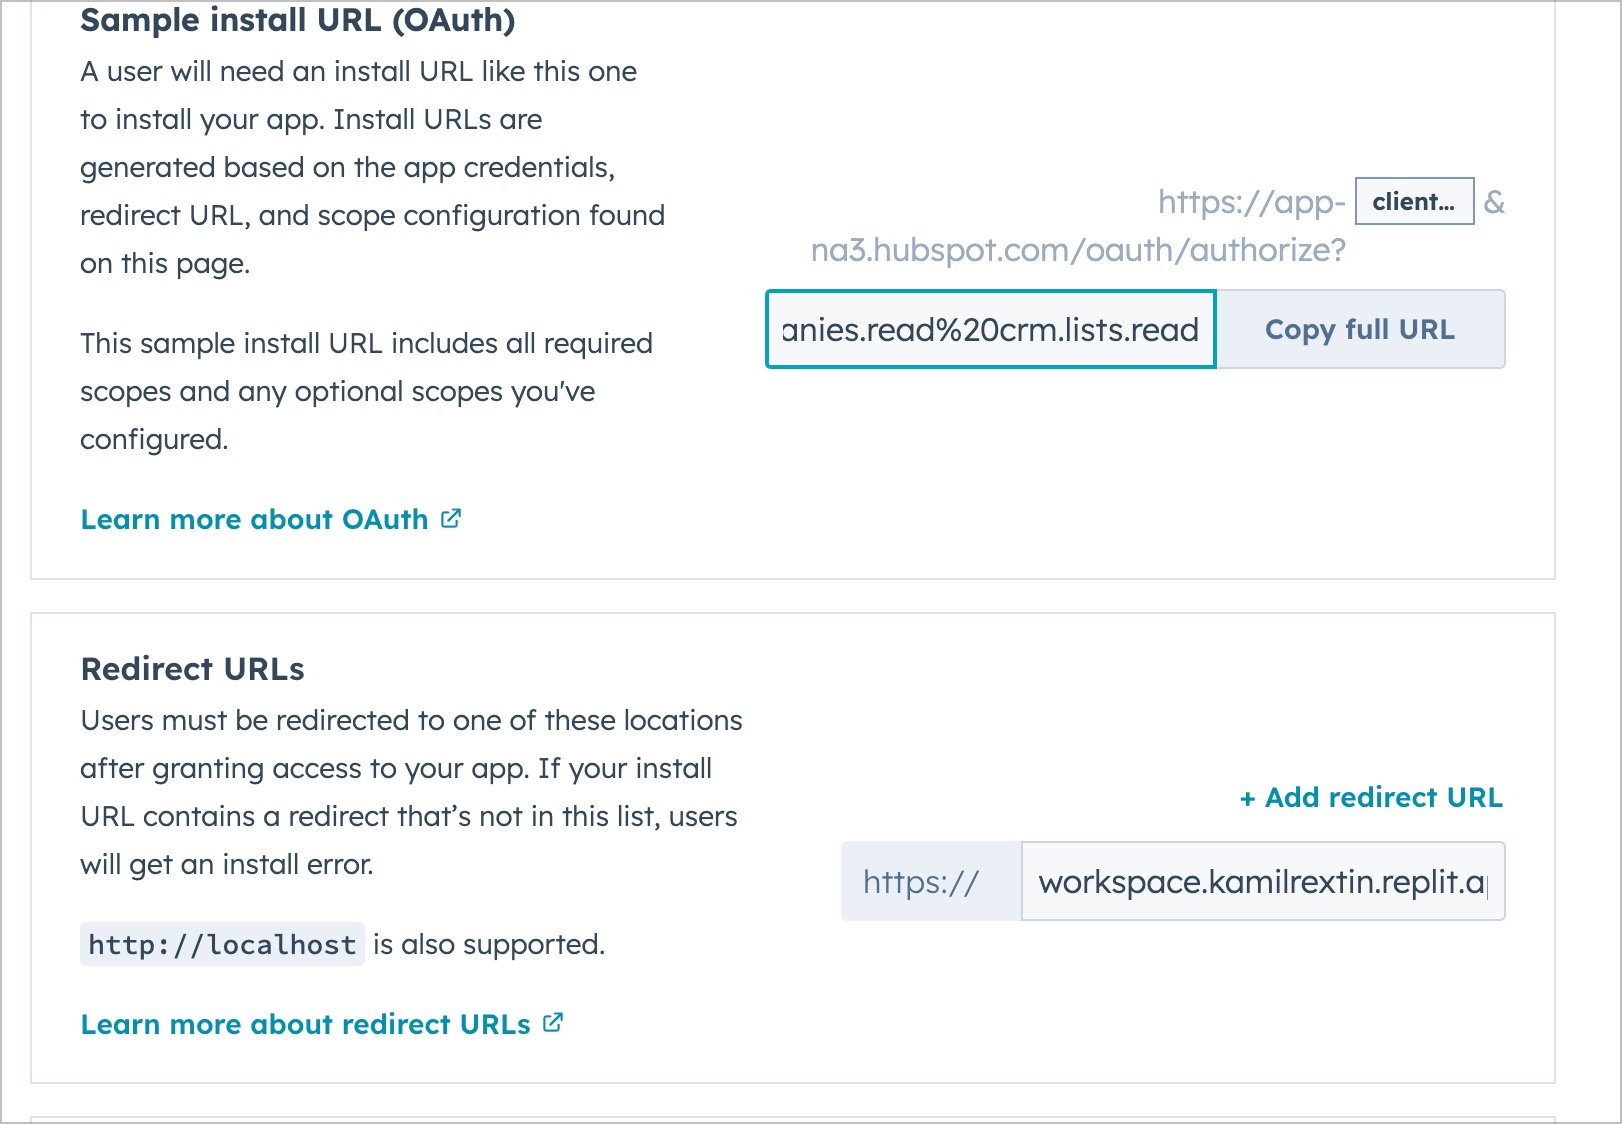 Sample install URL (OAuth)
A user will need an install URL like this one
to install your app. Install URLs are
generated based on the app credentials,
redirect URL, and scope configuration found
on this page.
This sample install URL includes all required
scopes and any optional scopes you've
configured.
Learn more about OAuth
https://app- client... &
na3.hubspot.com/oauth/authorize?
anies.read%20crm.lists.read Copy full URL
Redirect URLs
Users must be redirected to one of these locations
after granting access to your app. If your install
URL contains a redirect that’s not in this list, users
will get an install error.
http://localhost is also supported.
Learn more about redirect URLs
+ Add redirect URL
https:// workspace.kamilrextin.replit.a